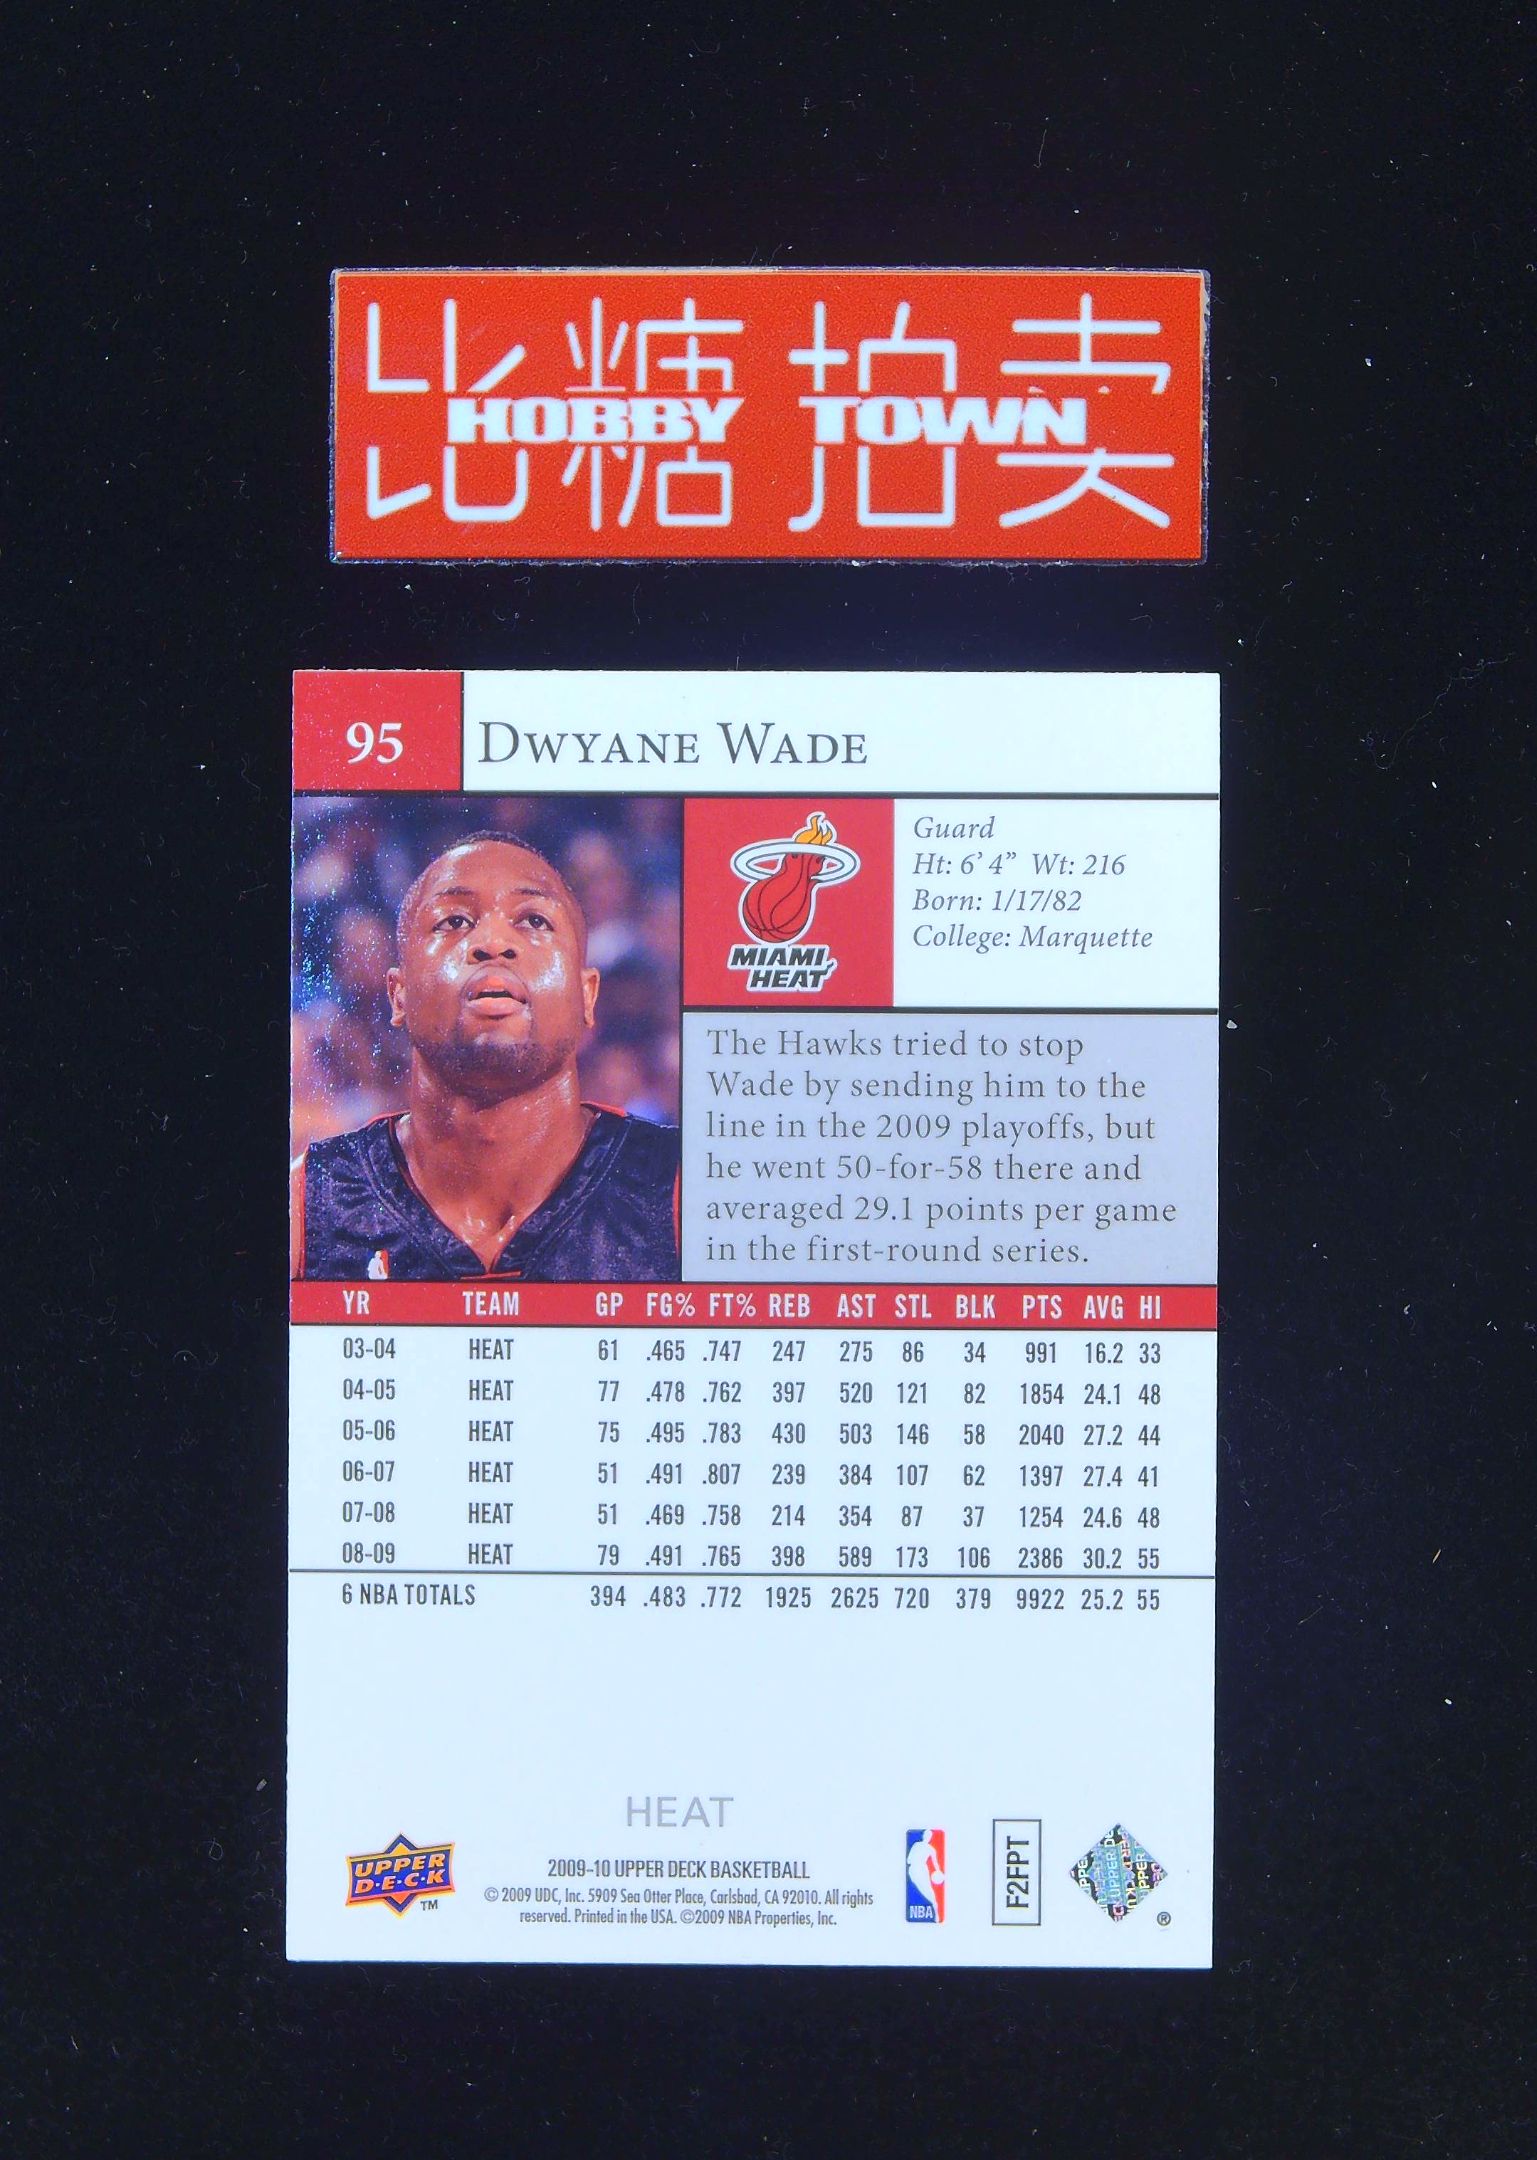 比糖拍卖
HOBBY TOWN
95 DWYANE WADE
MIAMI
HEAT
Guard
Ht: 6' 4" Wt: 216
Born: 1/17/82
College: Marquette
The Hawks tried to stop
Wade by sending him to the
line in the 2009 playoffs, but
he went 50-for-58 there and
averaged 29.1 points per game
in the first-round series.
YR TEAM GP FG% FT% REB AST STL BLK PTS AVG HI
03-04 HEAT 61 .465 .747 247 275 86 34 991 16.2 33
04-05 HEAT 77 .478 .762 397 520 121 82 1854 24.1 48
05-06 HEAT 75 .495 .783 430 503 146 58 2040 27.2 44
06-07 HEAT 51 .491 .807 239 384 107 62 1397 27.4 41
07-08 HEAT 51 .469 .758 214 354 87 37 1254 24.6 48
08-09 HEAT 79 .491 .765 398 589 173 106 2386 30.2 55
6 NBA TOTALS 394 .483 .772 1925 2625 720 379 9922 25.2 55
HEAT
UPPER
D·E·C·K
TM
2009-10 UPPER DECK BASKETBALL
© 2009 UDC, Inc. 5909 Sea Otter Place, Carlsbad, CA 92010. All rights
reserved. Printed in the USA. ©2009 NBA Properties, Inc.
NBA
F2FPT
®